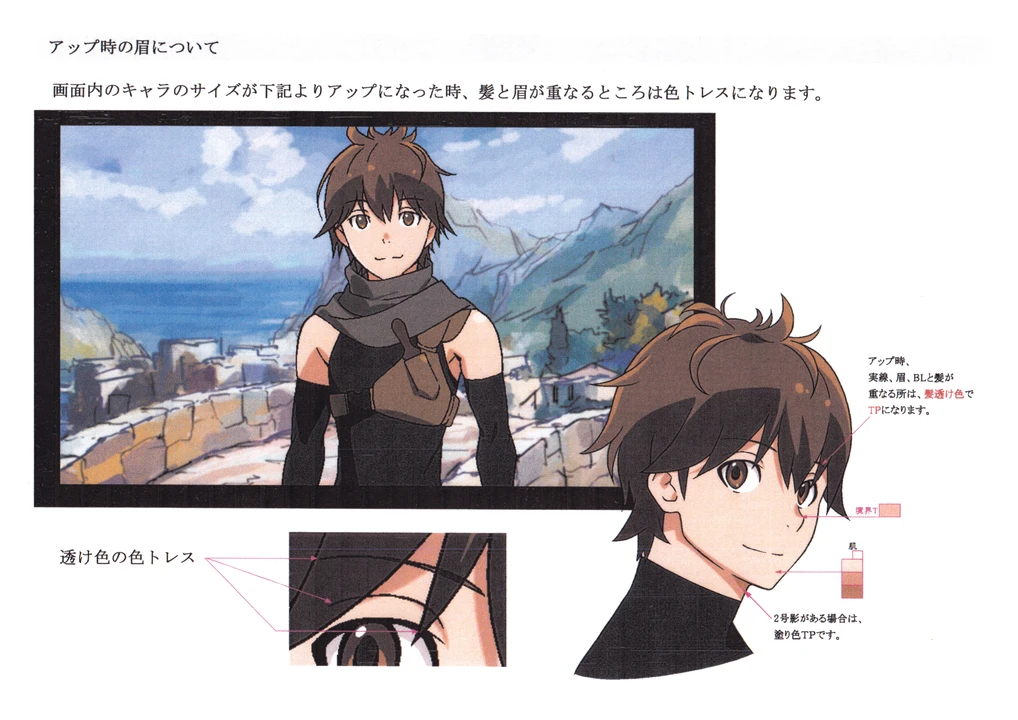 アップ時の眉について
画面内のキャラのサイズが下記よりアップになった時、髪と眉が重なるところは色トレスになります。
アップ時、
実線、眉、BLと髪が
重なる所は、髪透け色で
TPになります。
境界T
肌
透け色の色トレス
2号影がある場合は、
塗り色TPです。